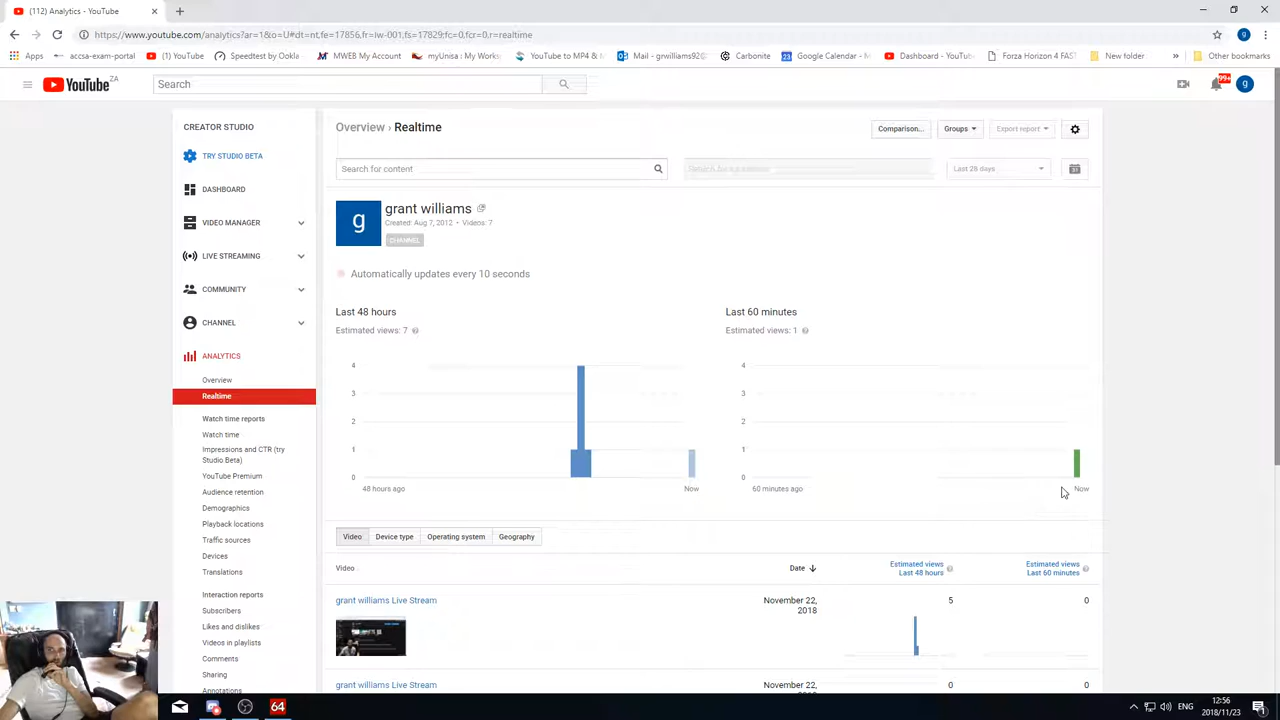 (112) Analytics - YouTube
https://www.youtube.com/analytics?ar=1&o=U#dt=nt,fe=17856,fr=lw-001,fs=17829;fc=0,fcr=0,r=realtime
Apps accsa-exam-portal (1) YouTube Speedtest by Ookla MWEB My Account myUnisa : My Works YouTube to MP4 & Mail - grwilliams92@ Carbonite Google Calendar - Dashboard - YouTub Forza Horizon 4 FAST New folder » Other bookmarks
YouTube ZA
Search
99+
g
CREATOR STUDIO
TRY STUDIO BETA
DASHBOARD
VIDEO MANAGER
LIVE STREAMING
COMMUNITY
CHANNEL
ANALYTICS
Overview
Realtime
Watch time reports
Watch time
Impressions and CTR (try
Studio Beta)
YouTube Premium
Audience retention
Demographics
Playback locations
Traffic sources
Devices
Translations
Interaction reports
Subscribers
Likes and dislikes
Videos in playlists
Comments
Sharing
Annotations
Overview › Realtime
Comparison... Groups Export report
Search for content
Last 28 days
g
grant williams
Created: Aug 7, 2012 • Videos: 7
CHANNEL
Automatically updates every 10 seconds
Last 48 hours
Estimated views: 7
4
3
2
1
0
48 hours ago Now
Last 60 minutes
Estimated views: 1
4
3
2
1
0
60 minutes ago Now
Video Device type Operating system Geography
Video Date Estimated views Last 48 hours Estimated views Last 60 minutes
grant williams Live Stream November 22, 2018 5 0
grant williams Live Stream November 22, 0 0
64
ENG
12:56
2018/11/23